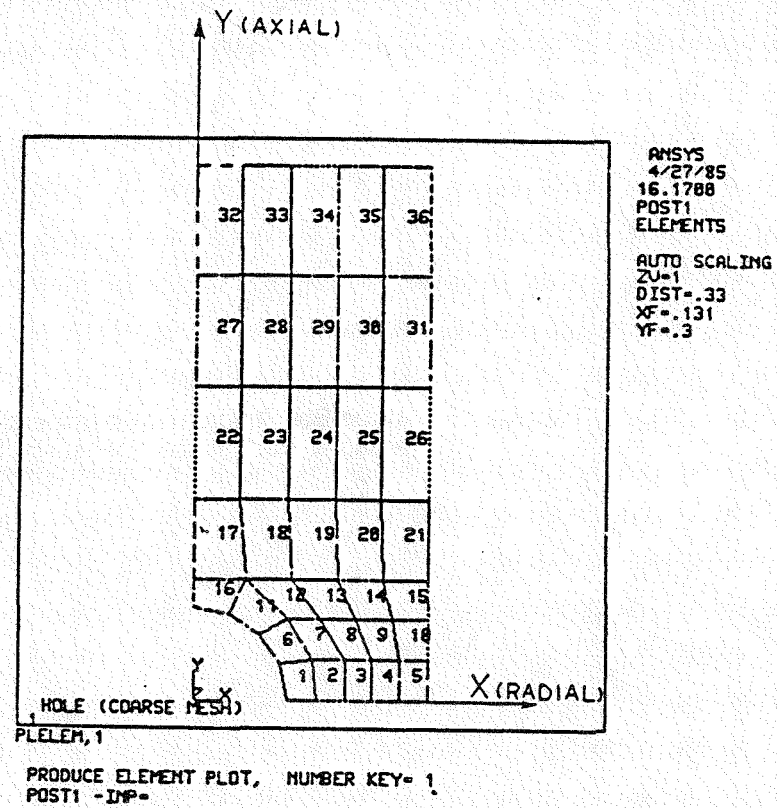 Y (AXIAL)
ANSYS
4/27/85
16.1708
POST1
ELEMENTS
AUTO SCALING
ZV=1
DIST=.33
XF=.131
YF=.3
32 33 34 35 36
27 28 29 30 31
22 23 24 25 26
17 18 19 20 21
16 11 12 13 14 15
6 7 8 9 10
1 2 3 4 5
Y
Z X
X (RADIAL)
1 HOLE (COARSE MESH)
PLELEM,1
PRODUCE ELEMENT PLOT, NUMBER KEY= 1
POST1 -INP=